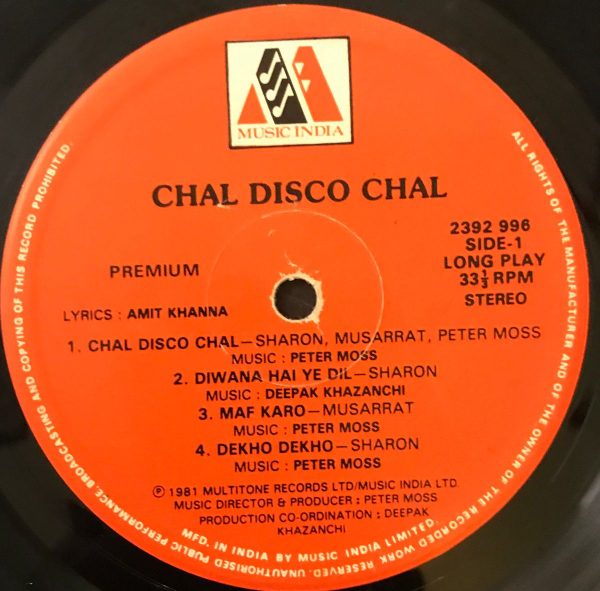 MUSIC INDIA
CHAL DISCO CHAL
2392 996
SIDE-1
LONG PLAY
33⅓ RPM
STEREO
PREMIUM
LYRICS : AMIT KHANNA
1. CHAL DISCO CHAL—SHARON, MUSARRAT, PETER MOSS
MUSIC : PETER MOSS
2. DIWANA HAI YE DIL—SHARON
MUSIC : DEEPAK KHAZANCHI
3. MAF KARO—MUSARRAT
MUSIC : PETER MOSS
4. DEKHO DEKHO—SHARON
MUSIC : PETER MOSS
Ⓟ 1981 MULTITONE RECORDS LTD/MUSIC INDIA LTD.
MUSIC DIRECTOR & PRODUCER : PETER MOSS
PRODUCTION CO-ORDINATION : DEEPAK
KHAZANCHI
MFD. IN INDIA BY MUSIC INDIA LIMITED.
ALL RIGHTS OF THE MANUFACTURER AND OF THE OWNER OF THE RECORDED WORK RESERVED. UNAUTHORISED PUBLIC PERFORMANCE, BROADCASTING AND COPYING OF THIS RECORD PROHIBITED.